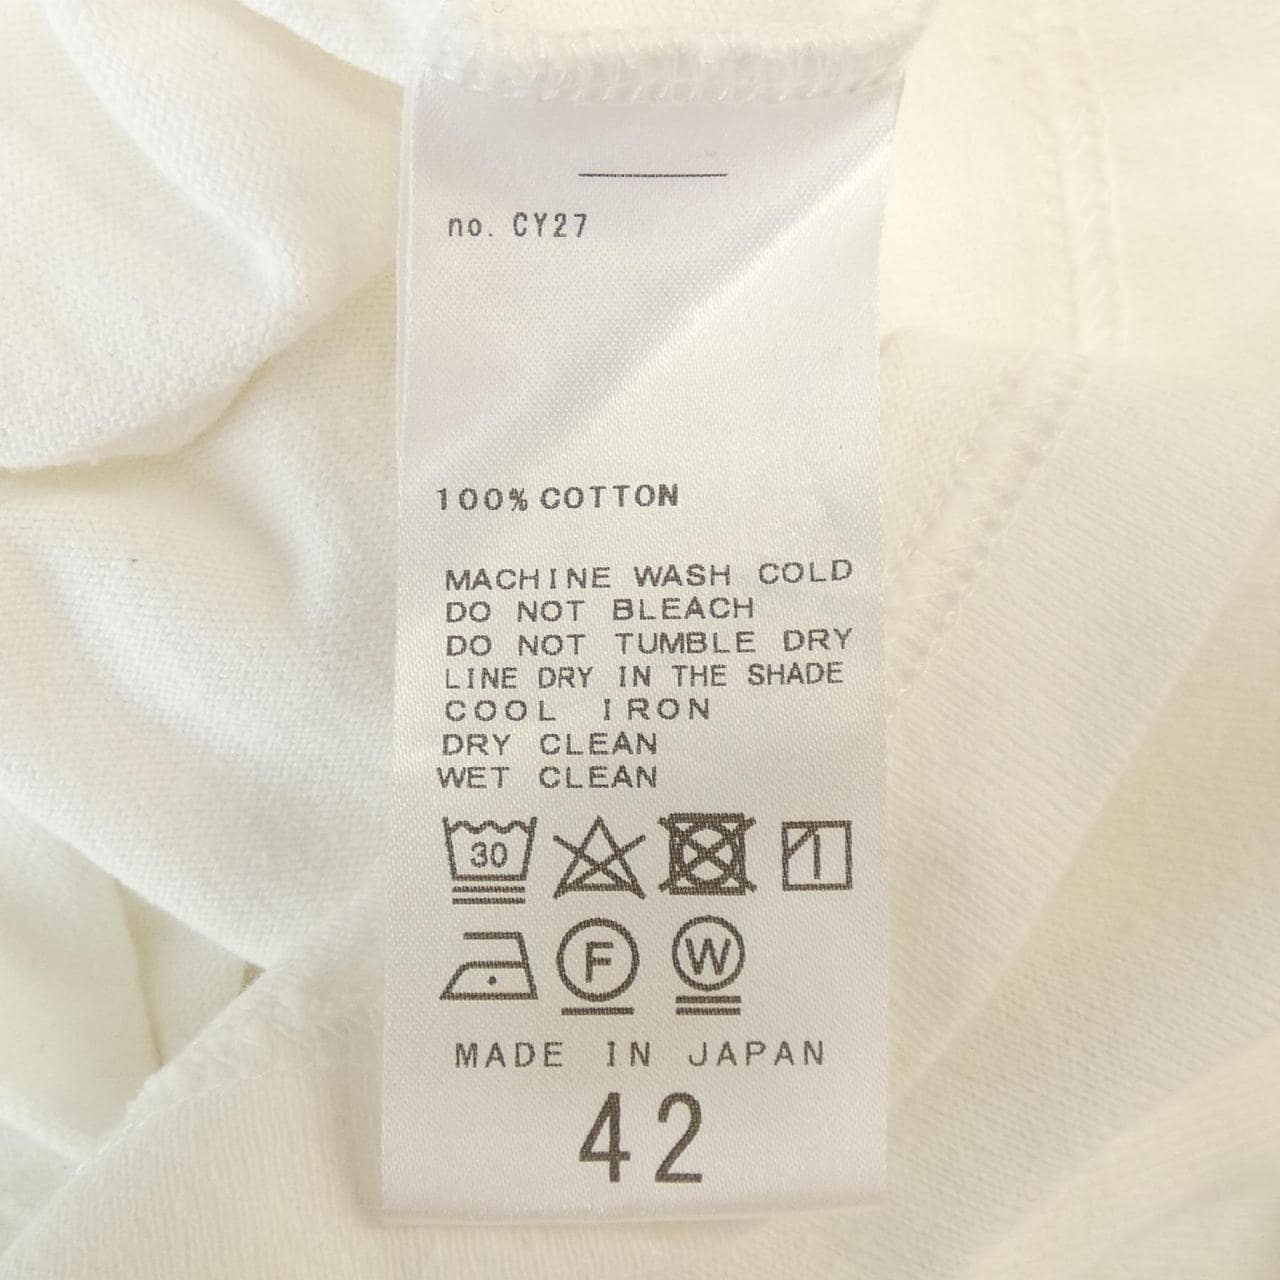 no. CY27
100% COTTON
MACHINE WASH COLD
DO NOT BLEACH
DO NOT TUMBLE DRY
LINE DRY IN THE SHADE
COOL IRON
DRY CLEAN
WET CLEAN
30
F W
MADE IN JAPAN
42